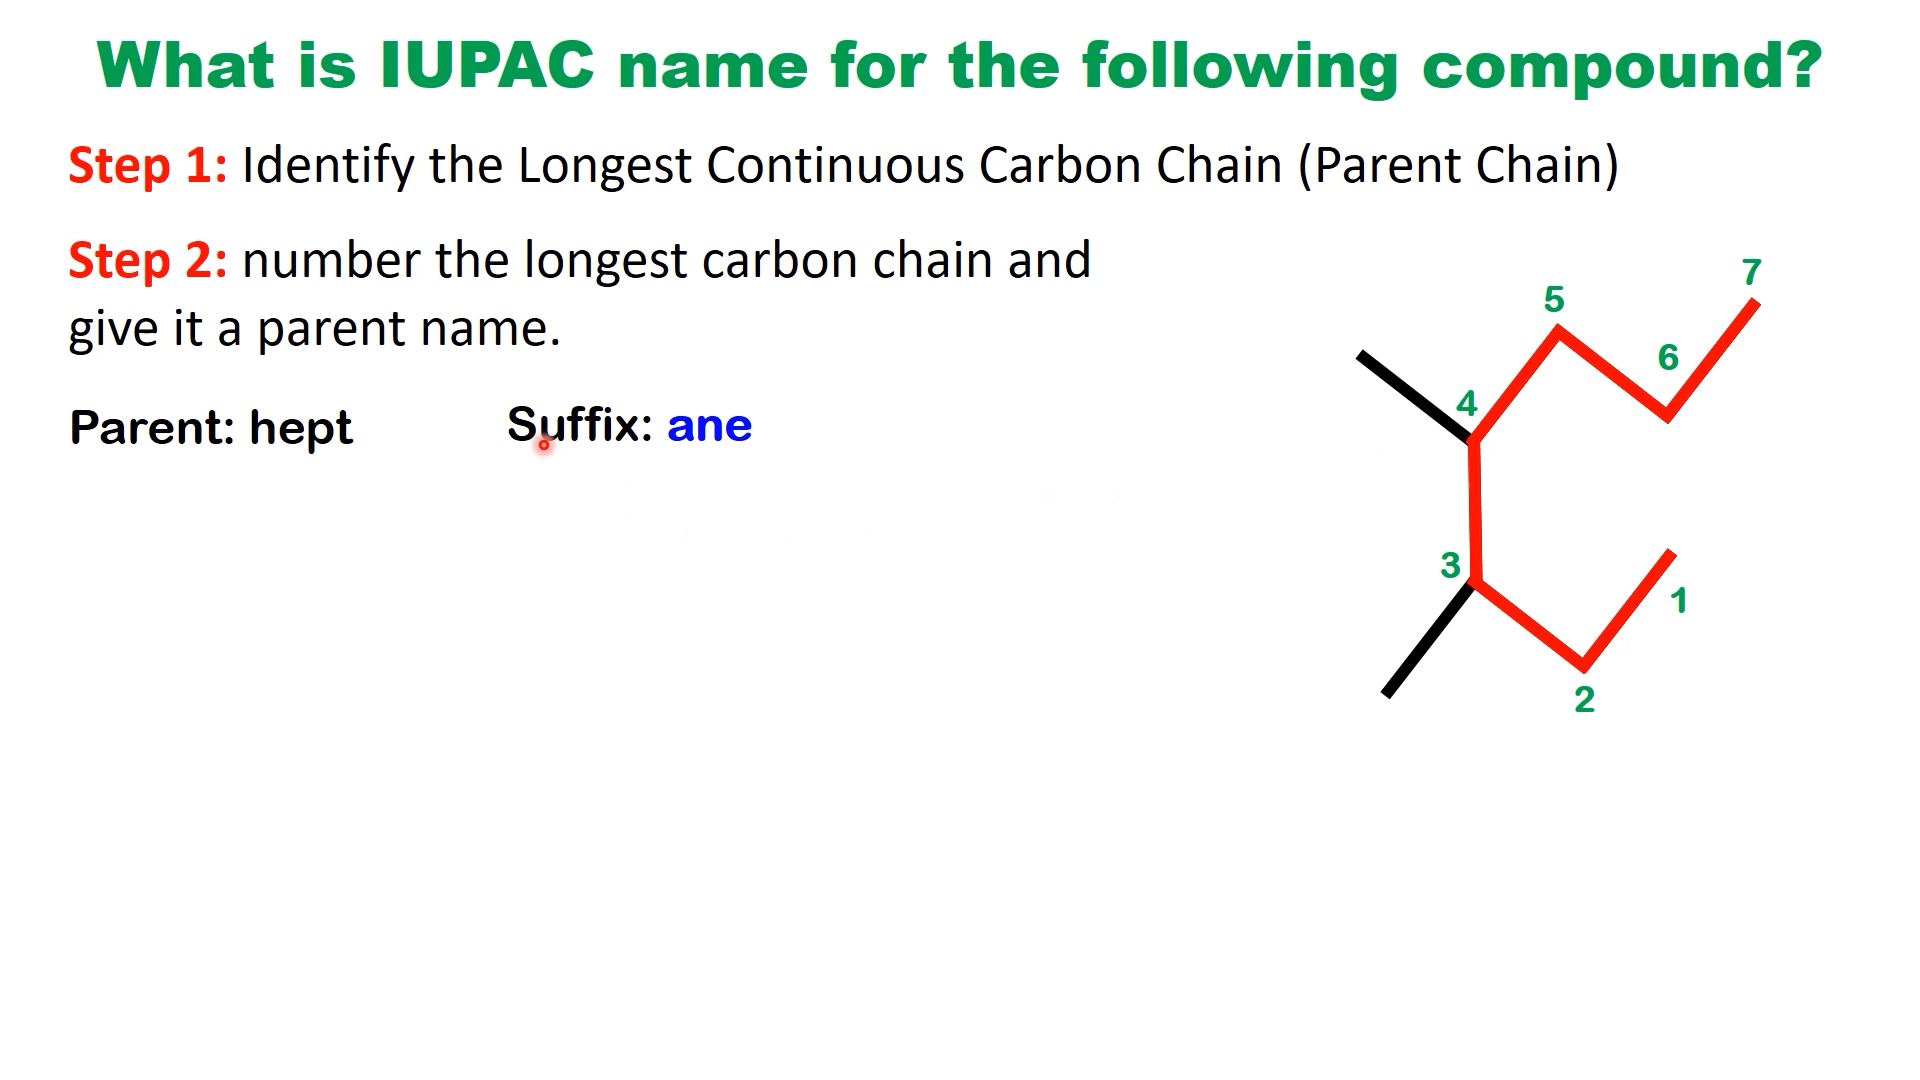 What is IUPAC name for the following compound?
Step 1: Identify the Longest Continuous Carbon Chain (Parent Chain)
Step 2: number the longest carbon chain and
give it a parent name.
Parent: hept
Suffix: ane
7
5
6
4
3
1
2